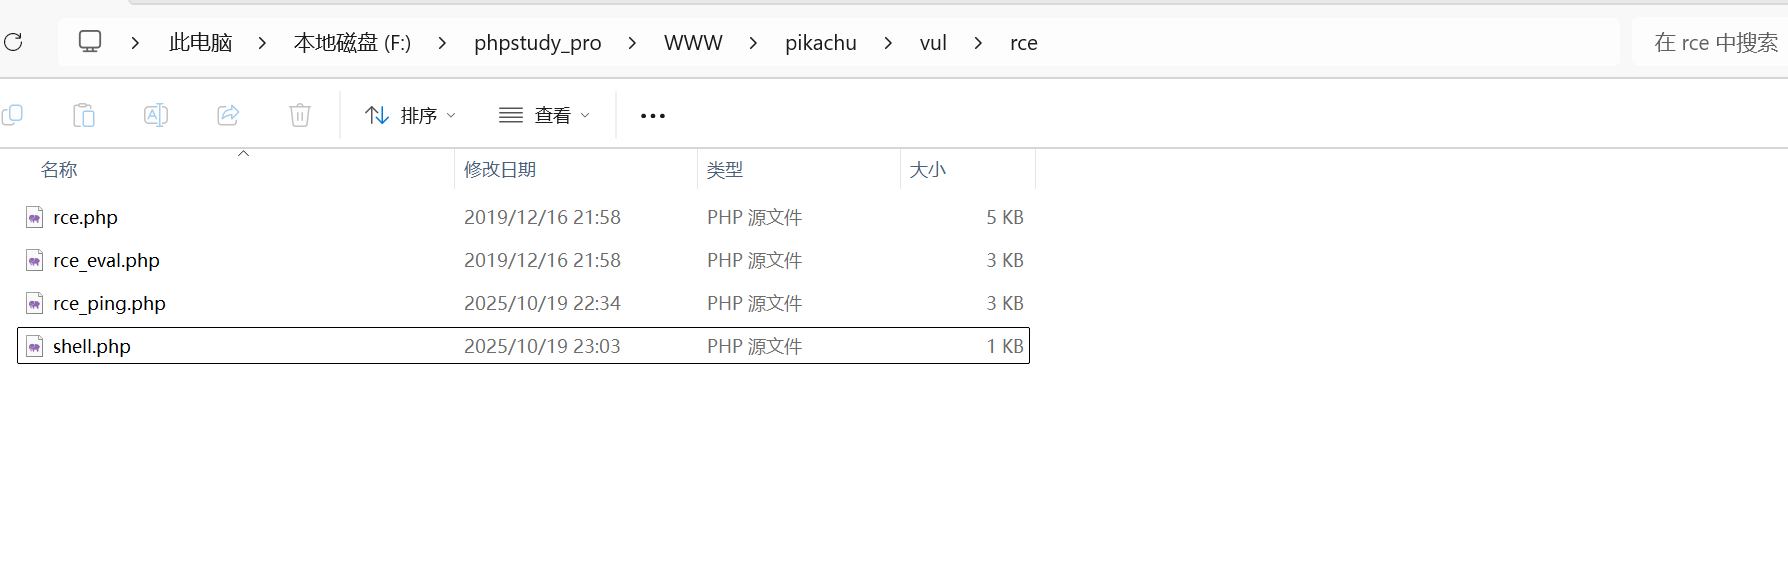 此电脑 本地磁盘 (F:) phpstudy_pro WWW pikachu vul rce 在 rce 中搜索
排序 查看
名称 修改日期 类型 大小
rce.php 2019/12/16 21:58 PHP 源文件 5 KB
rce_eval.php 2019/12/16 21:58 PHP 源文件 3 KB
rce_ping.php 2025/10/19 22:34 PHP 源文件 3 KB
shell.php 2025/10/19 23:03 PHP 源文件 1 KB